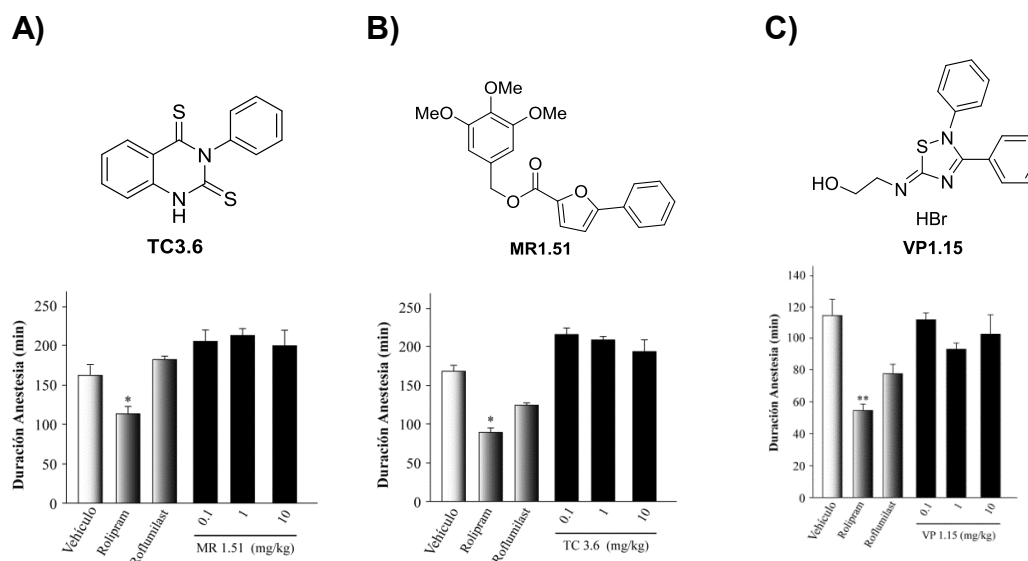 A)
B)
C)
S
N
N
H
S
TC3.6
OMe
MeO
OMe
O
O
O
MR1.51
S
N
N
N
HO
HBr
VP1.15
Duración Anestesia (min)
250
200
150
100
50
0
*
Vehículo
Rolipram
Roflumilast
0.1
1
10
MR 1.51 (mg/kg)
Duración Anestesia (min)
250
200
150
100
50
0
*
Vehículo
Rolipram
Roflumilast
0.1
1
10
TC 3.6 (mg/kg)
Duración Anestesia (min)
140
120
100
80
60
40
20
0
**
Vehículo
Rolipram
Roflumilast
0.1
1
10
VP 1.15 (mg/kg)